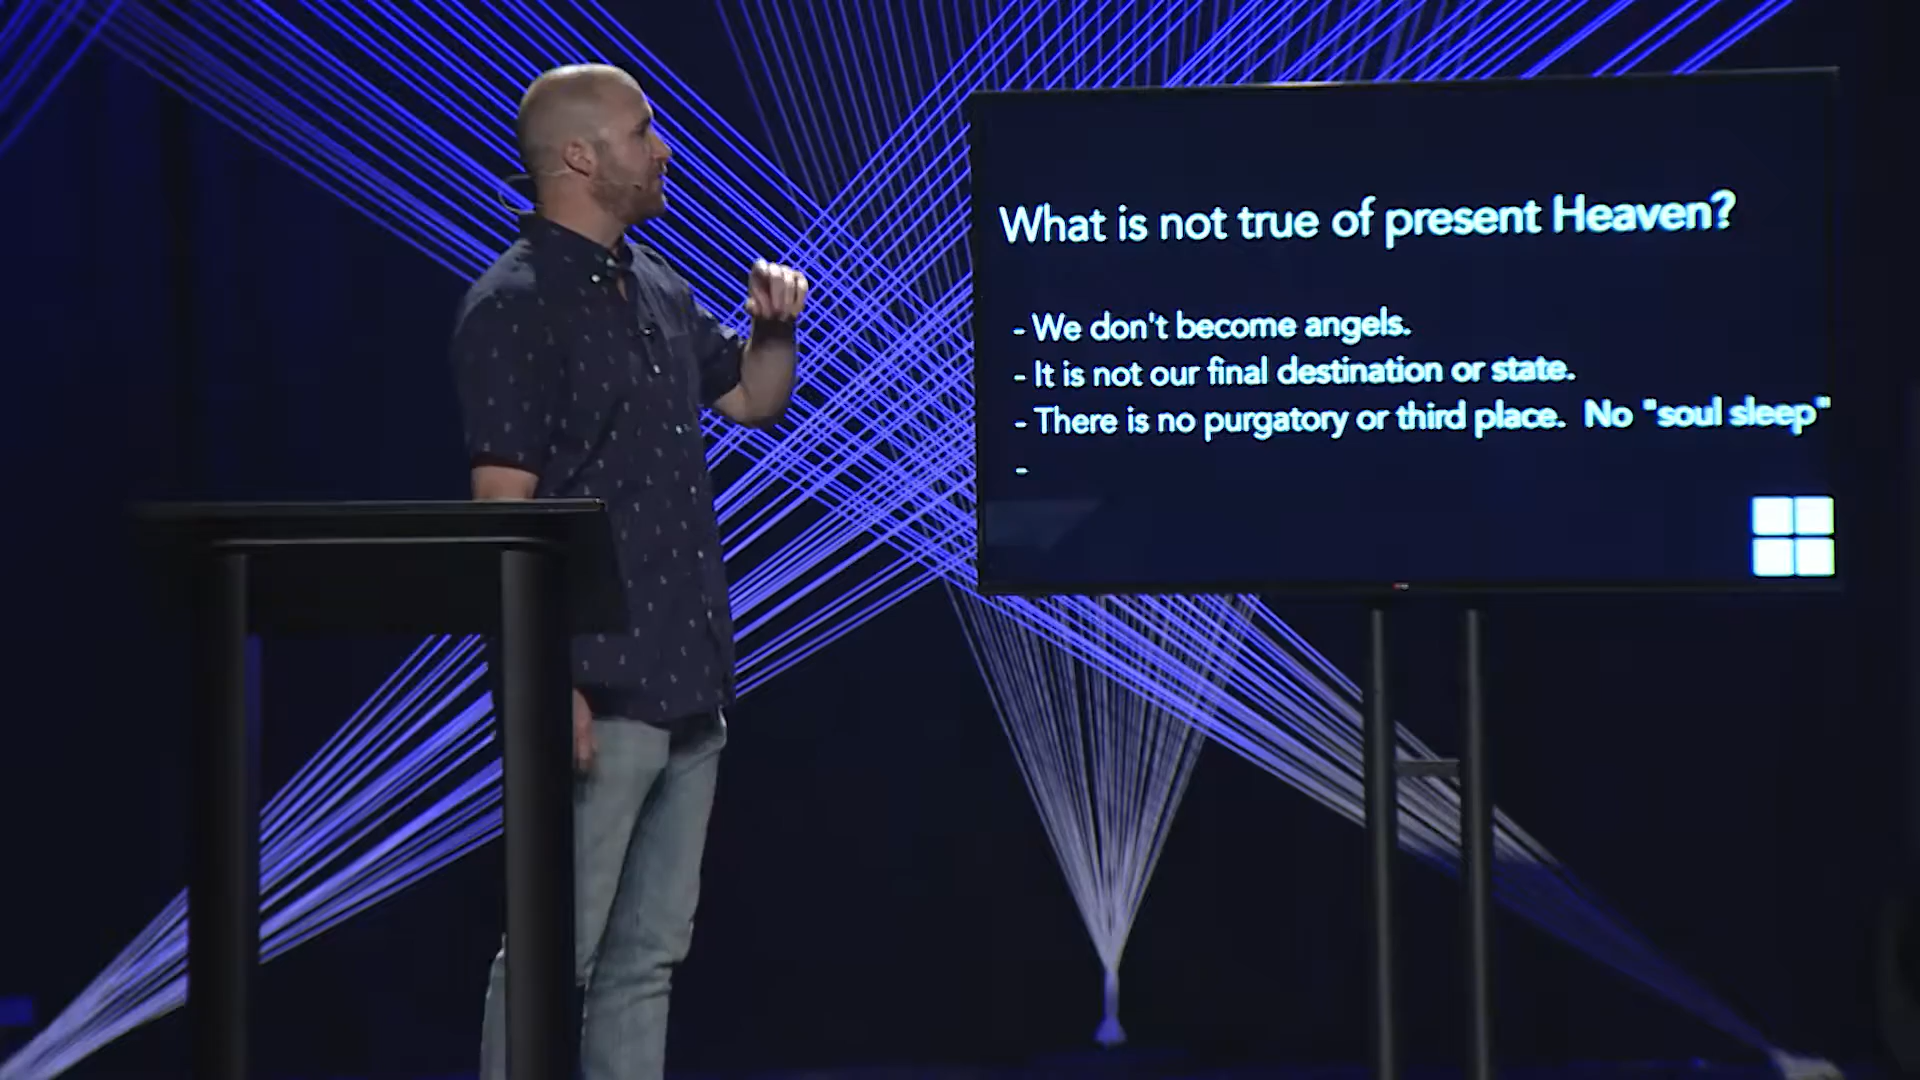 What is not true of present Heaven?
- We don't become angels.
- It is not our final destination or state.
- There is no purgatory or third place.  No "soul sleep"
-